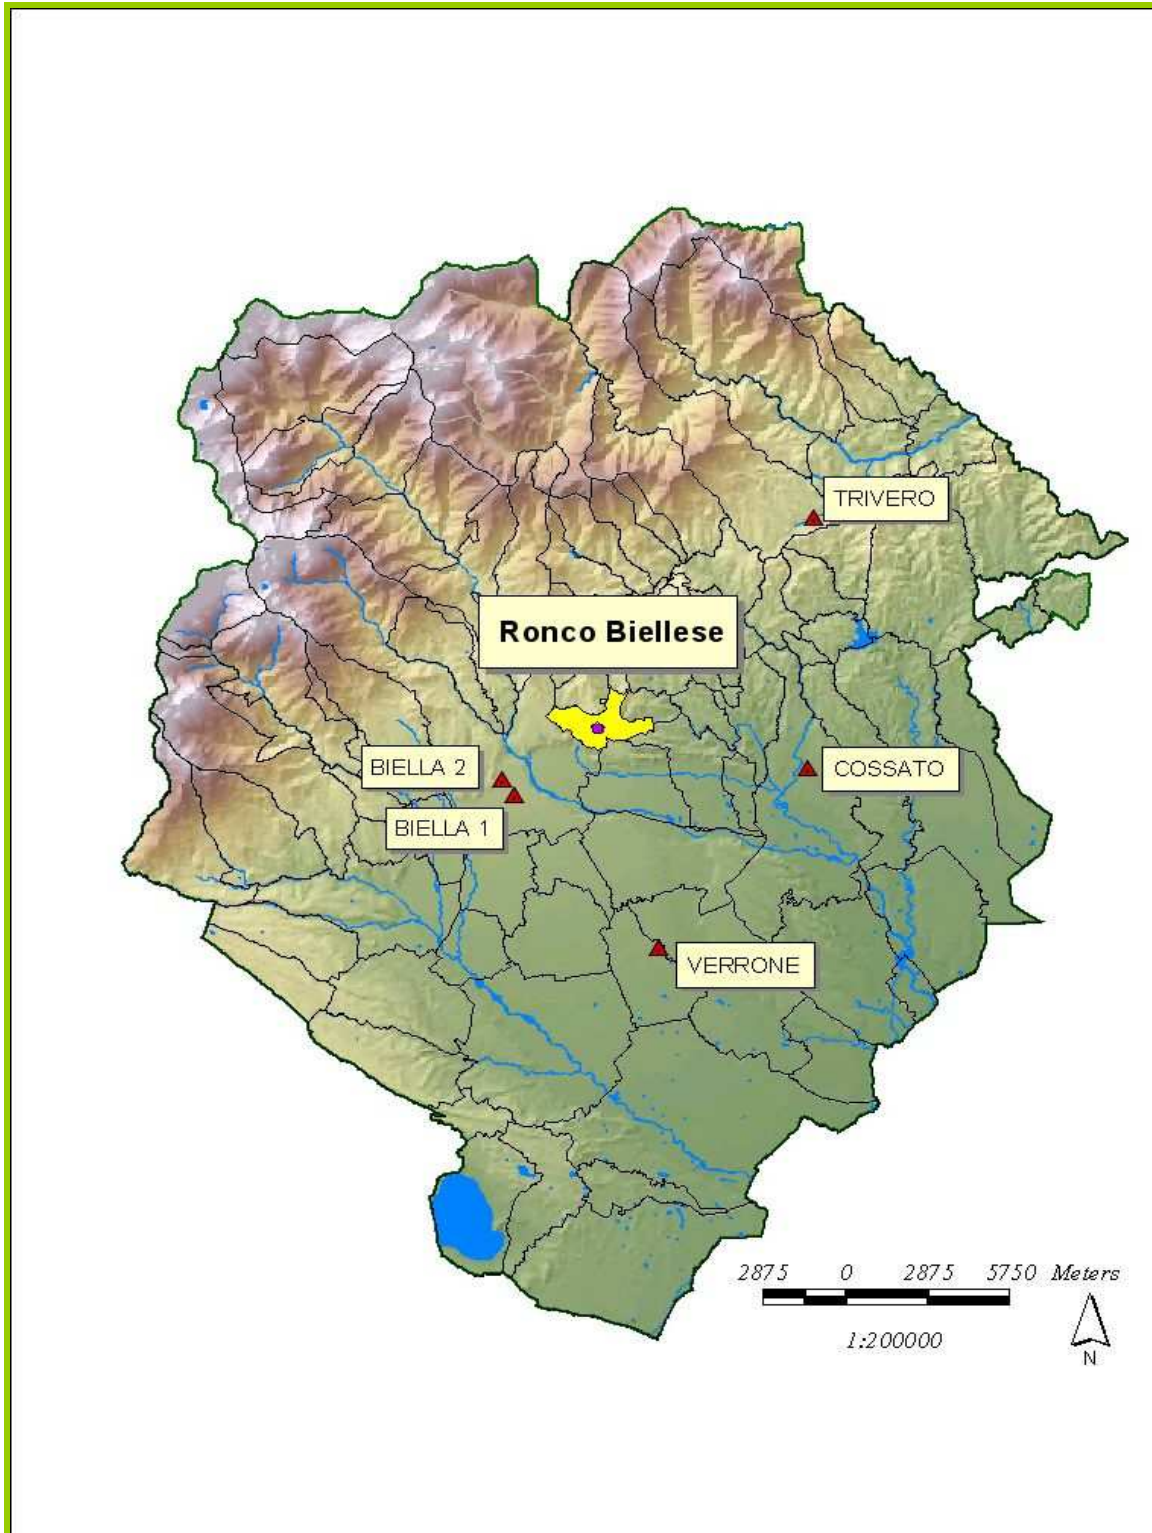 TRIVERO
Ronco Biellese
BIELLA 2
COSSATO
BIELLA 1
VERRONE
2875 0 2875 5750 Meters
1:200000
N